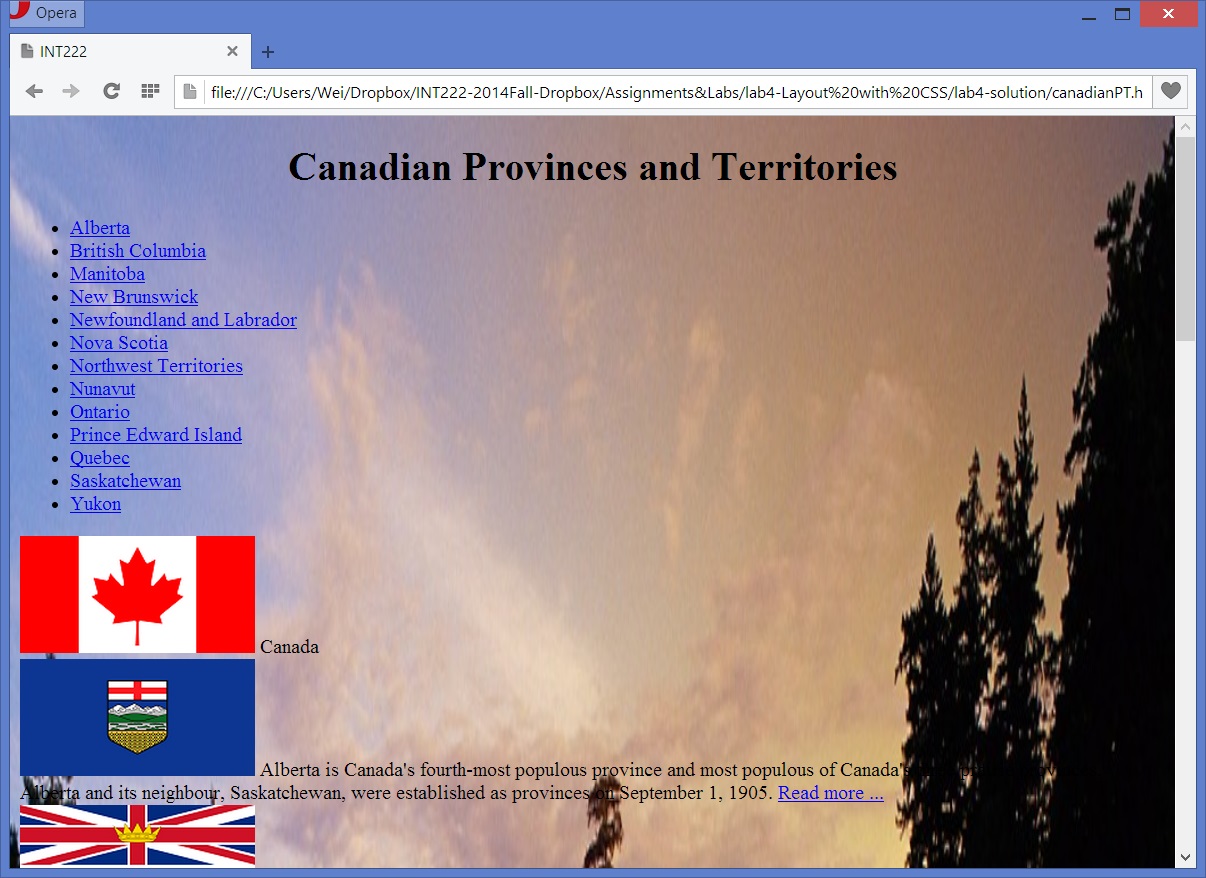 Opera
INT222
file:///C:/Users/Wei/Dropbox/INT222-2014Fall-Dropbox/Assignments&Labs/lab4-Layout%20with%20CSS/lab4-solution/canadianPT.h
Canadian Provinces and Territories
Alberta
British Columbia
Manitoba
New Brunswick
Newfoundland and Labrador
Nova Scotia
Northwest Territories
Nunavut
Ontario
Prince Edward Island
Quebec
Saskatchewan
Yukon
Canada
Alberta is Canada's fourth-most populous province and most populous of Canada's
Alberta and its neighbour, Saskatchewan, were established as provinces on September 1, 1905. Read more ...